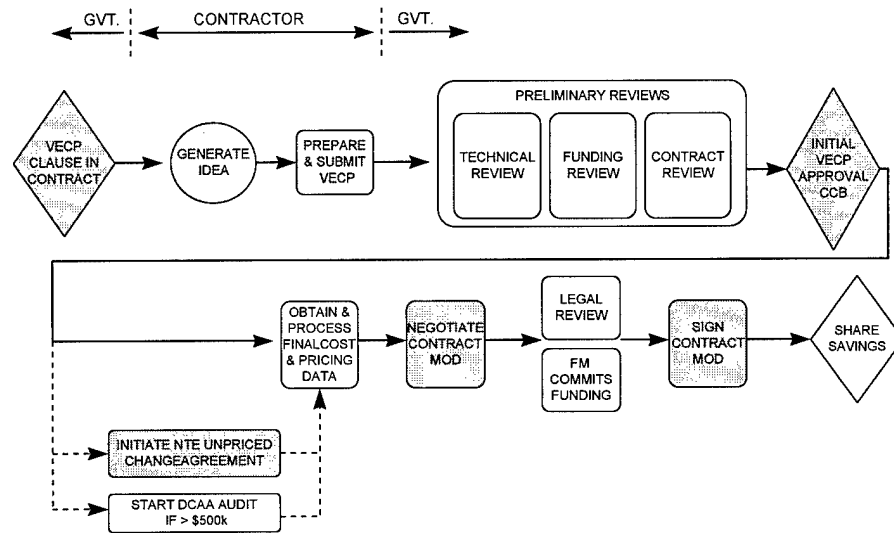 GVT.
CONTRACTOR
GVT.
VECP
CLAUSE IN
CONTRACT
GENERATE
IDEA
PREPARE
& SUBMIT
VECP
PRELIMINARY REVIEWS
TECHNICAL
REVIEW
FUNDING
REVIEW
CONTRACT
REVIEW
INITIAL
VECP
APPROVAL
CCB
OBTAIN &
PROCESS
FINALCOST
& PRICING
DATA
NEGOTIATE
CONTRACT
MOD
LEGAL
REVIEW
FM
COMMITS
FUNDING
SIGN
CONTRACT
MOD
SHARE
SAVINGS
INITIATE NTE UNPRICED
CHANGEAGREEMENT
START DCAA AUDIT
IF > $500k